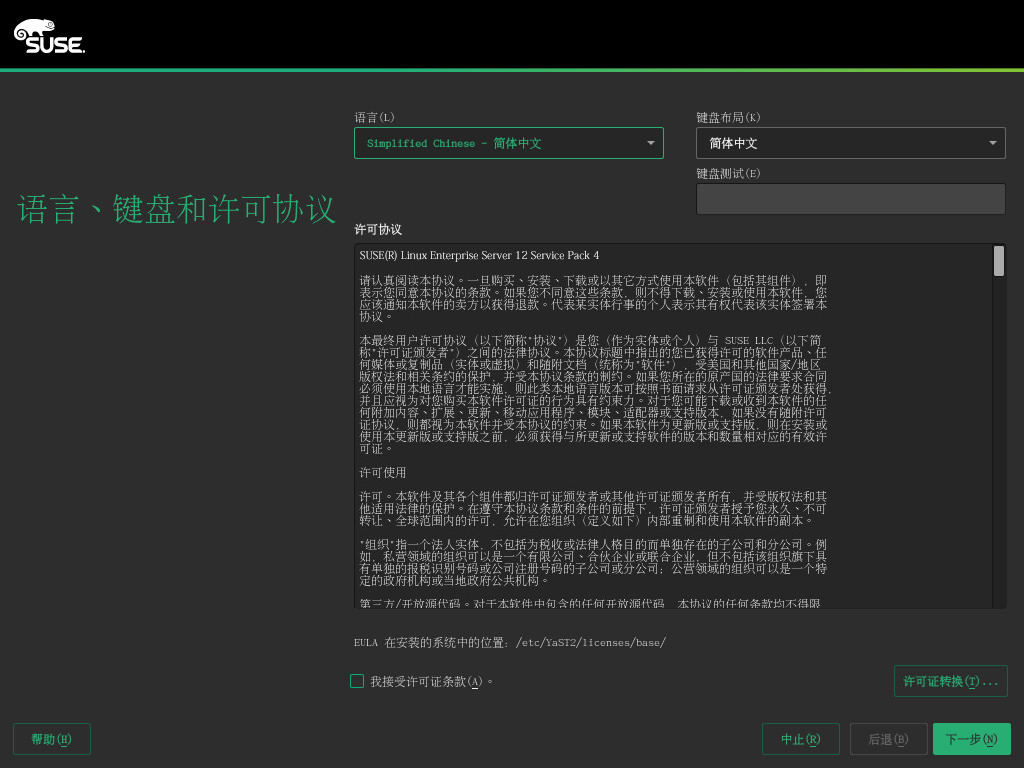 SUSE.
语言(L)
键盘布局(K)
Simplified Chinese - 简体中文
简体中文
键盘测试(E)
语言、键盘和许可协议
许可协议
SUSE(R) Linux Enterprise Server 12 Service Pack 4
请认真阅读本协议。一旦购买、安装、下载或以其它方式使用本软件（包括其组件），即
表示您同意本协议的条款。如果您不同意这些条款，则不得下载、安装或使用本软件，您
应该通知本软件的卖方以获得退款。代表某实体行事的个人表示其有权代表该实体签署本
协议。
本最终用户许可协议（以下简称"协议"）是您（作为实体或个人）与 SUSE LLC（以下简
称"许可证颁发者"）之间的法律协议。本协议标题中指出的您已获得许可的软件产品、任
何媒体或复制品（实体或虚拟）和随附文档（统称为"软件"），受美国和其他国家/地区
版权法和相关条约的保护，并受本协议条款的制约。如果您所在的原产国的法律要求合同
必须使用本地语言才能实施，则此类本地语言版本可按照书面请求从许可证颁发者处获得，
并且应视为对您购买本软件许可证的行为具有约束力。对于您可能下载或收到本软件的任
何附加内容、扩展、更新、移动应用程序、模块、适配器或支持版本，如果没有随附许可
证协议，则都视为本软件并受本协议的约束。如果本软件为更新版或支持版，则在安装或
使用本更新版或支持版之前，必须获得与所更新或支持软件的版本和数量相对应的有效许
可证。
许可使用
许可。本软件及其各个组件都归许可证颁发者或其他许可证颁发者所有，并受版权法和其
他适用法律的保护。在遵守本协议条款和条件的前提下，许可证颁发者授予您永久、不可
转让、全球范围内的许可，允许在您组织（定义如下）内部重制和使用本软件的副本。
"组织"指一个法人实体，不包括为税收或法律人格目的而单独存在的子公司和分公司。例
如，私营领域的组织可以是一个有限公司、合伙企业或联合企业，但不包括该组织旗下具
有单独的报税识别号码或公司注册号码的子公司或分公司；公营领域的组织可以是一个特
定的政府机构或当地政府公共机构。
第三方/开放源代码。对于本软件中包含的任何开放源代码，本协议的任何条款均不得限
EULA 在安装的系统中的位置: /etc/YaST2/licenses/base/
我接受许可证条款(A)。
许可证转换(T)...
帮助(H)
中止(R)
后退(B)
下一步(N)